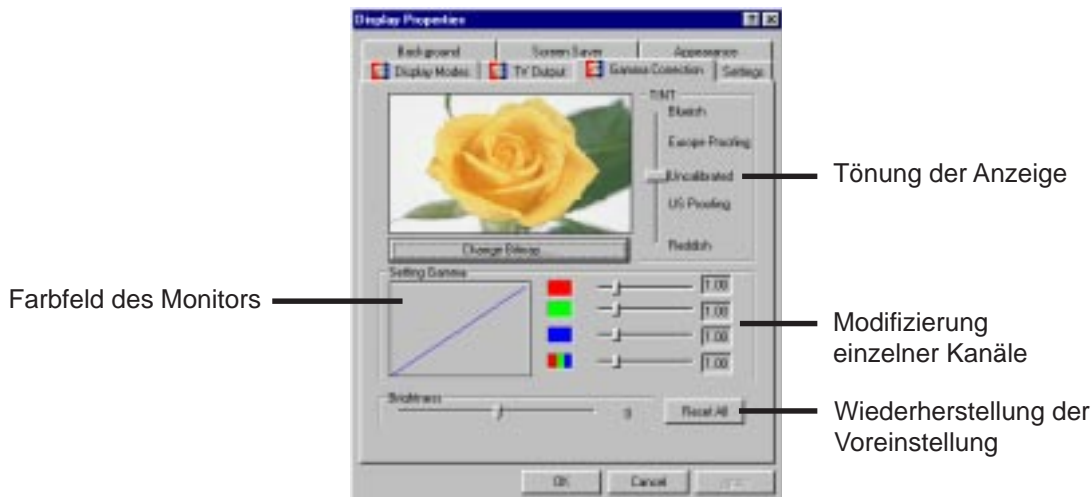 Display Properties
Background Screen Saver Appearance
Display Modes TV Output Gamma Correction Settings
TINT
Blueish
Europe Proofing
Uncalibrated
US Proofing
Reddish
Change Bitmap...
Tönung der Anzeige
Setting Gamma
1.00
1.00
1.00
1.00
Farbfeld des Monitors
Modifizierung
einzelner Kanäle
Brightness
0
Reset All
Wiederherstellung der
Voreinstellung
OK Cancel